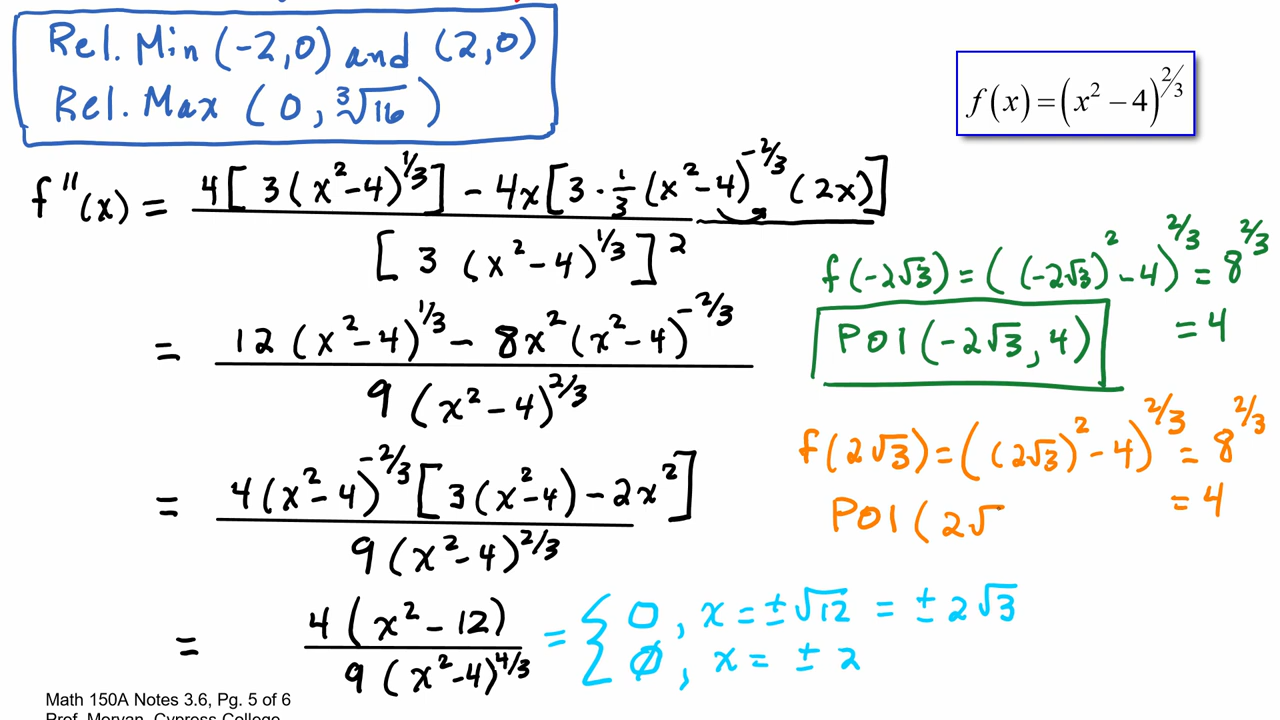 Rel. Min (-2,0) and (2,0)
Rel. Max (0, ∛16)
f(x) = (x² - 4)^(2/3)
f''(x) = (4[3(x²-4)^(1/3)] - 4x[3·1/3(x²-4)^(-2/3)(2x)]) / [3(x²-4)^(1/3)]²
= (12(x²-4)^(1/3) - 8x²(x²-4)^(-2/3)) / (9(x²-4)^(2/3))
= (4(x²-4)^(-2/3)[3(x²-4) - 2x²]) / (9(x²-4)^(2/3))
= (4(x²-12)) / (9(x²-4)^(4/3)) = { 0, x = ±√12 = ±2√3
∅, x = ±2
f(-2√3) = ((-2√3)² - 4)^(2/3) = 8^(2/3)
= 4
POI (-2√3, 4)
f(2√3) = ((2√3)² - 4)^(2/3) = 8^(2/3)
= 4
POI (2√
Math 150A Notes 3.6, Pg. 5 of 6